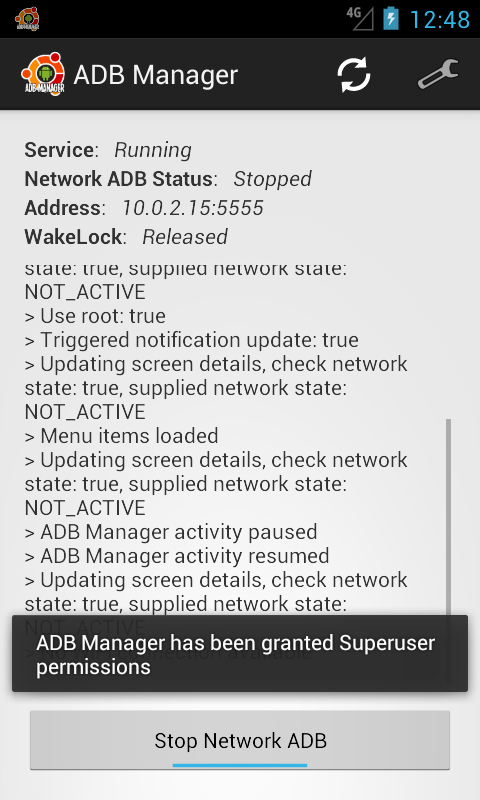 4G 12:48
ADB MANAGER ADB Manager
Service: Running
Network ADB Status: Stopped
Address: 10.0.2.15:5555
WakeLock: Released
state: true, supplied network state:
NOT_ACTIVE
> Use root: true
> Triggered notification update: true
> Updating screen details, check network
state: true, supplied network state:
NOT_ACTIVE
> Menu items loaded
> Updating screen details, check network
state: true, supplied network state:
NOT_ACTIVE
> ADB Manager activity paused
> ADB Manager activity resumed
> Updating screen details, check network
state: true, supplied network state:
NOT_ACTIVE
ADB Manager has been granted Superuser
permissions
Stop Network ADB